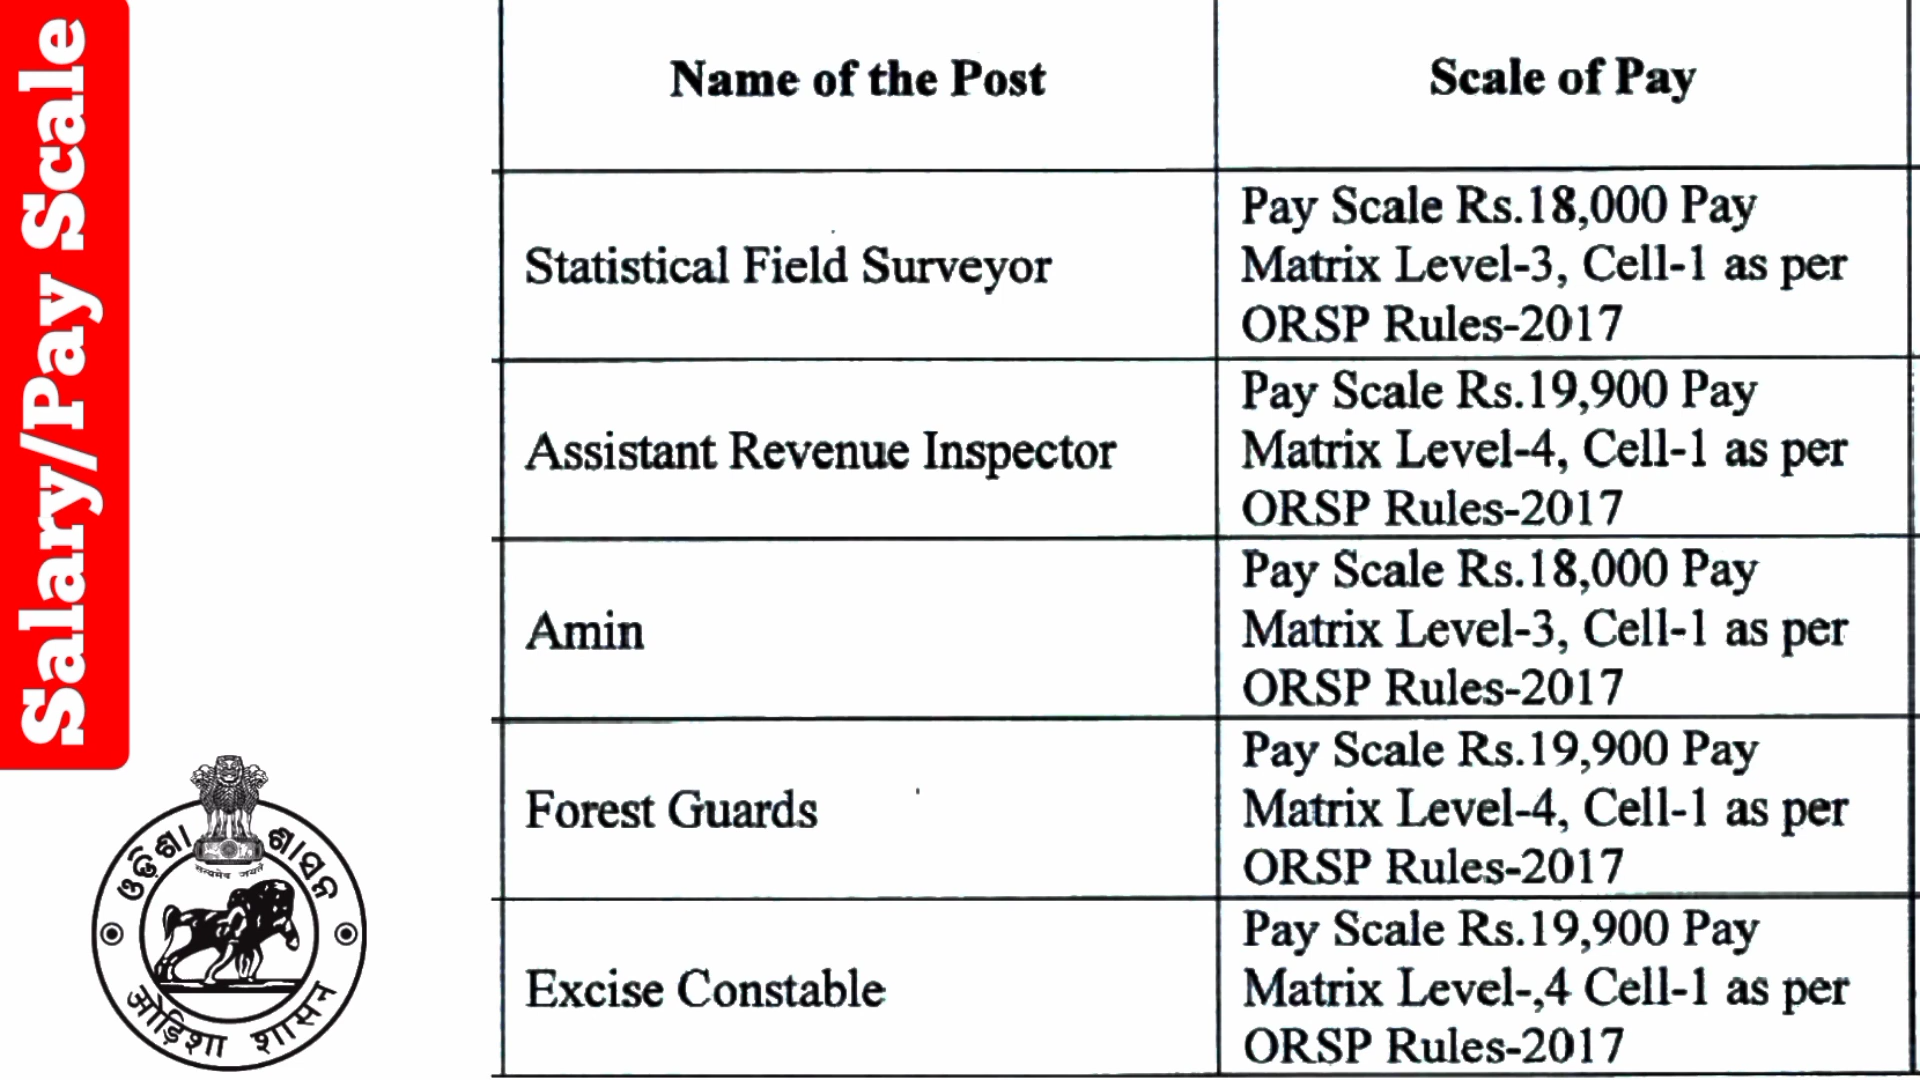 Salary/Pay Scale
Name of the Post
Scale of Pay
Statistical Field Surveyor
Pay Scale Rs.18,000 Pay
Matrix Level-3, Cell-1 as per
ORSP Rules-2017
Assistant Revenue Inspector
Pay Scale Rs.19,900 Pay
Matrix Level-4, Cell-1 as per
ORSP Rules-2017
Amin
Pay Scale Rs.18,000 Pay
Matrix Level-3, Cell-1 as per
ORSP Rules-2017
Forest Guards
Pay Scale Rs.19,900 Pay
Matrix Level-4, Cell-1 as per
ORSP Rules-2017
Excise Constable
Pay Scale Rs.19,900 Pay
Matrix Level-,4 Cell-1 as per
ORSP Rules-2017
ଓଡ଼ିଶା ଶାସନ
सत्यमेव जयते
ओड़िशा शासन